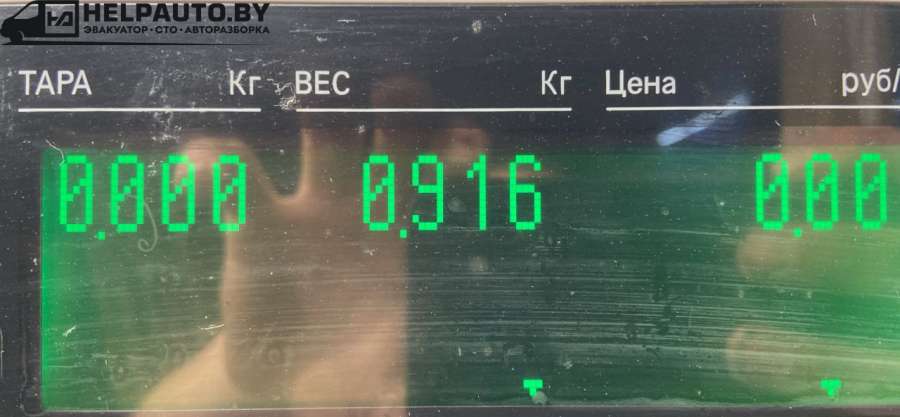 HELPAUTO.BY
ЭВАКУАТОР · СТО · АВТОРАЗБОРКА
ТАРА Кг ВЕС Кг Цена руб/
0.000 0.916 0.00